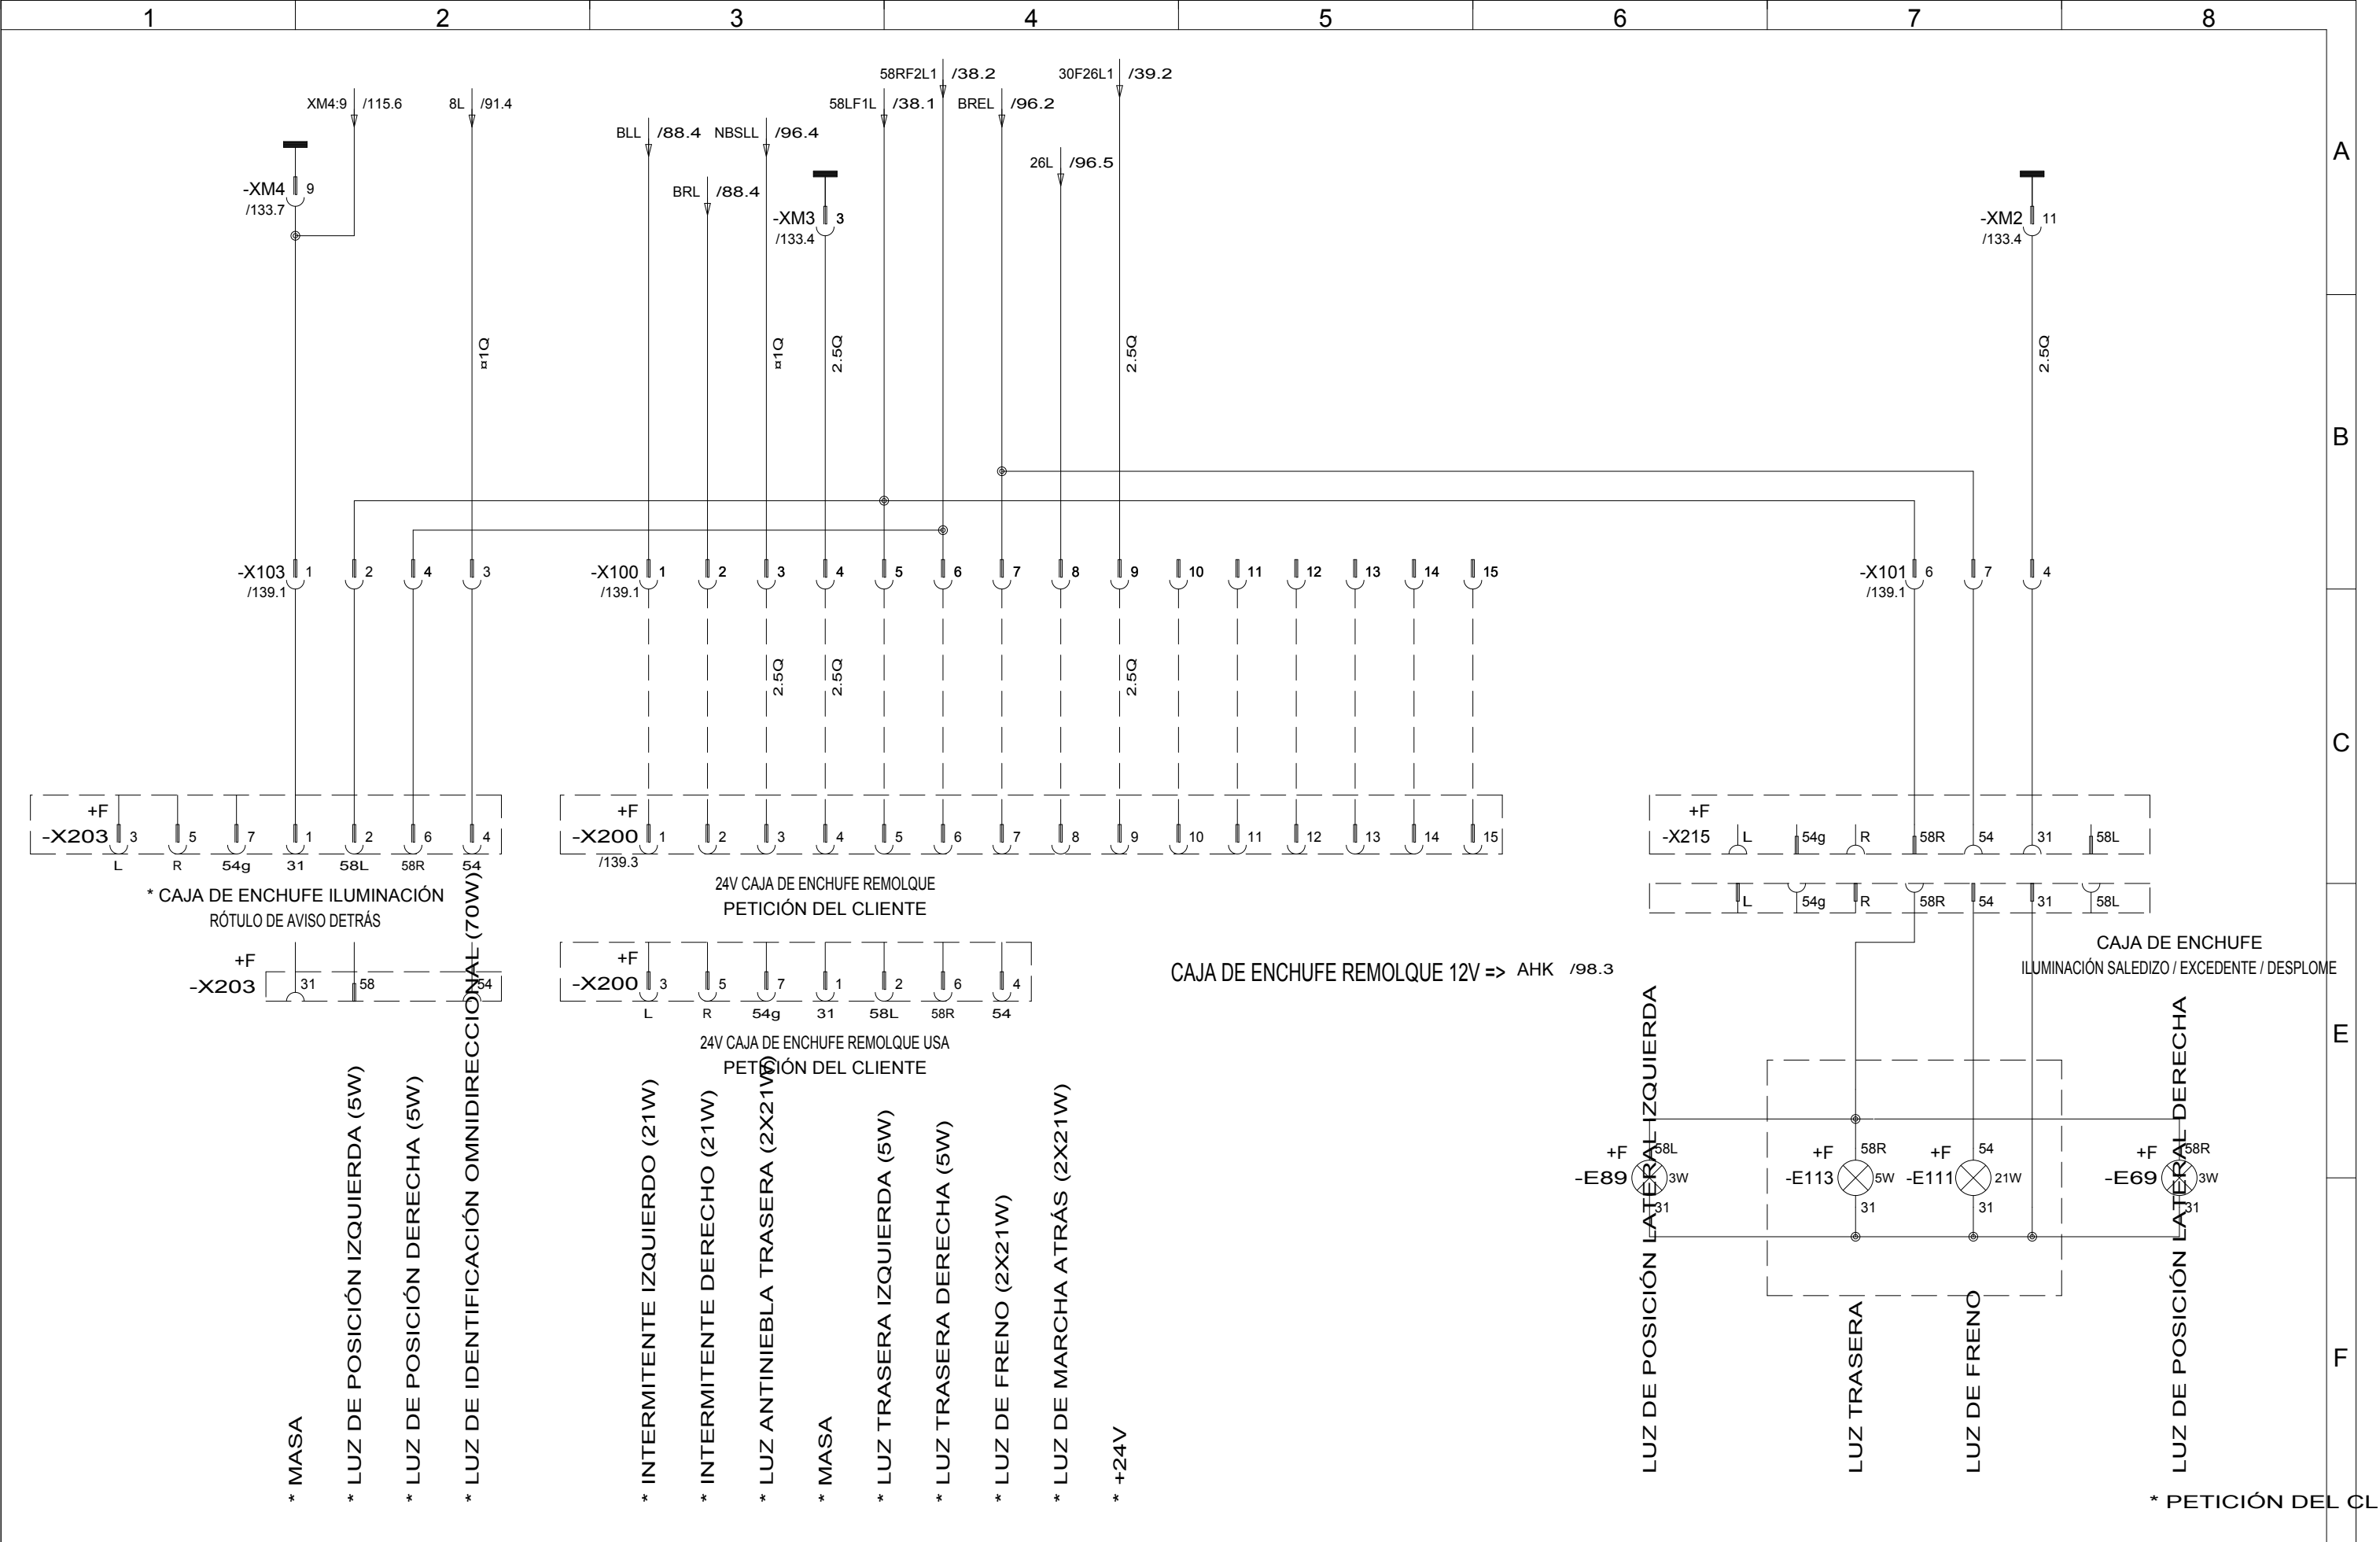 1 2 3 4 5 6 7 8
58RF2L1 /38.2 30F26L1 /39.2
XM4:9 /115.6 8L /91.4 58LF1L /38.1 BREL /96.2
BLL /88.4 NBSLL /96.4
A
26L /96.5
-XM4 9 BRL /88.4
/133.7 -XM3 3 -XM2 11
/133.4 /133.4
¤1Q ¤1Q 2.5Q 2.5Q 2.5Q
B
-X103 1 2 4 3 -X100 1 2 3 4 5 6 7 8 9 10 11 12 13 14 15 -X101 6 7 4
/139.1 /139.1 /139.1
2.5Q 2.5Q 2.5Q
C
+F +F +F
-X203 3 5 7 1 2 6 4 -X200 1 2 3 4 5 6 7 8 9 10 11 12 13 14 15 -X215 L 54g R 58R 54 31 58L
L R 54g 31 58L 58R 54 /139.3
* CAJA DE ENCHUFE ILUMINACIÓN
RÓTULO DE AVISO DETRÁS
24V CAJA DE ENCHUFE REMOLQUE
PETICIÓN DEL CLIENTE
L 54g R 58R 54 31 58L
+F
-X203 31 58 54
+F
-X200 3 5 7 1 2 6 4
L R 54g 31 58L 58R 54
24V CAJA DE ENCHUFE REMOLQUE USA
PETICIÓN DEL CLIENTE
CAJA DE ENCHUFE REMOLQUE 12V => AHK /98.3
CAJA DE ENCHUFE
ILUMINACIÓN SALEDIZO / EXCEDENTE / DESPLOME
E
+F 58L +F 58R +F 54 +F 58R
-E89 3W -E113 5W -E111 21W -E69 3W
31 31 31 31
F
* MASA
* LUZ DE POSICIÓN IZQUIERDA (5W)
* LUZ DE POSICIÓN DERECHA (5W)
* LUZ DE IDENTIFICACIÓN OMNIDIRECCIONAL (70W)
* INTERMITENTE IZQUIERDO (21W)
* INTERMITENTE DERECHO (21W)
* LUZ ANTINIEBLA TRASERA (2X21W)
* MASA
* LUZ TRASERA IZQUIERDA (5W)
* LUZ TRASERA DERECHA (5W)
* LUZ DE FRENO (2X21W)
* LUZ DE MARCHA ATRÁS (2X21W)
* +24V
LUZ DE POSICIÓN LATERAL IZQUIERDA
LUZ TRASERA
LUZ DE FRENO
LUZ DE POSICIÓN LATERAL DERECHA
* PETICIÓN DEL CL